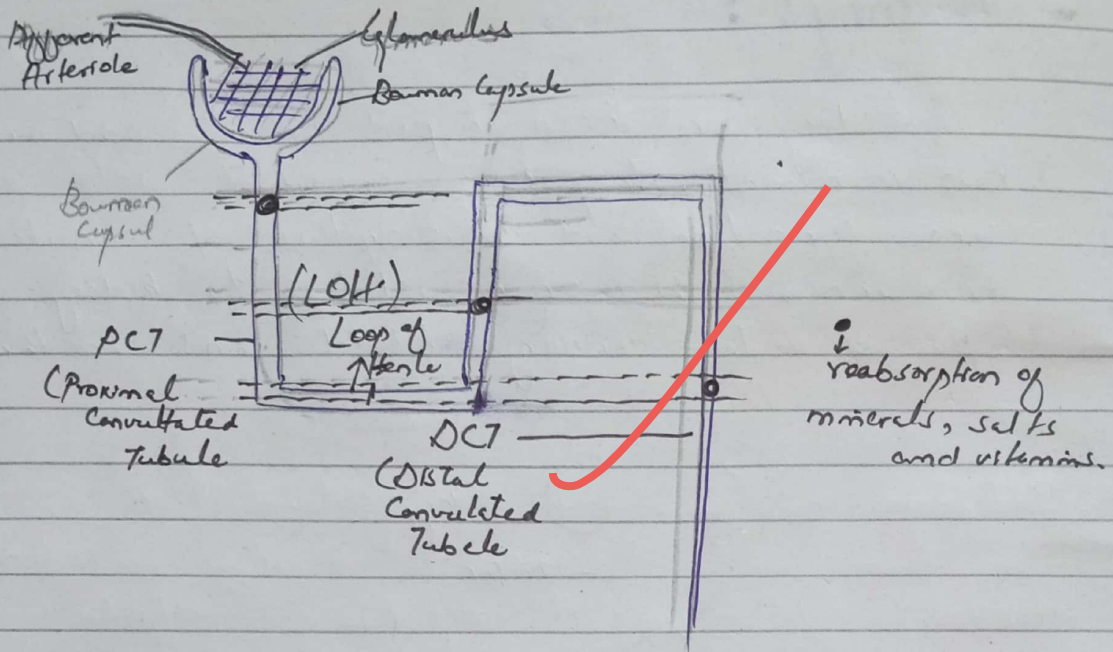 Afferent
Arteriole
Glomerulus
Bowman Capsule
Bowman
Capsul
(LOH)
Loop of
Henle
PCT
(Proximal
Convultated
Tubule
DCT
(Distal
Convulated
Tubele
reabsorption of
minerals, salts
and vitamins.